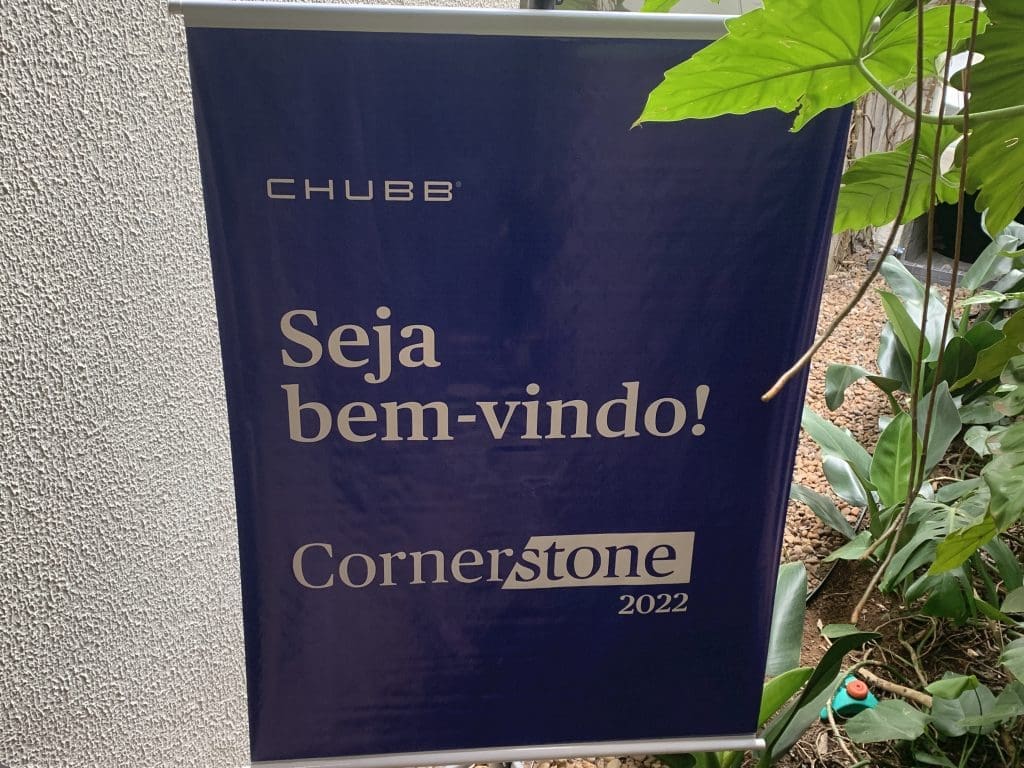 CHUBB®
Seja
bem-vindo!
Cornerstone
2022